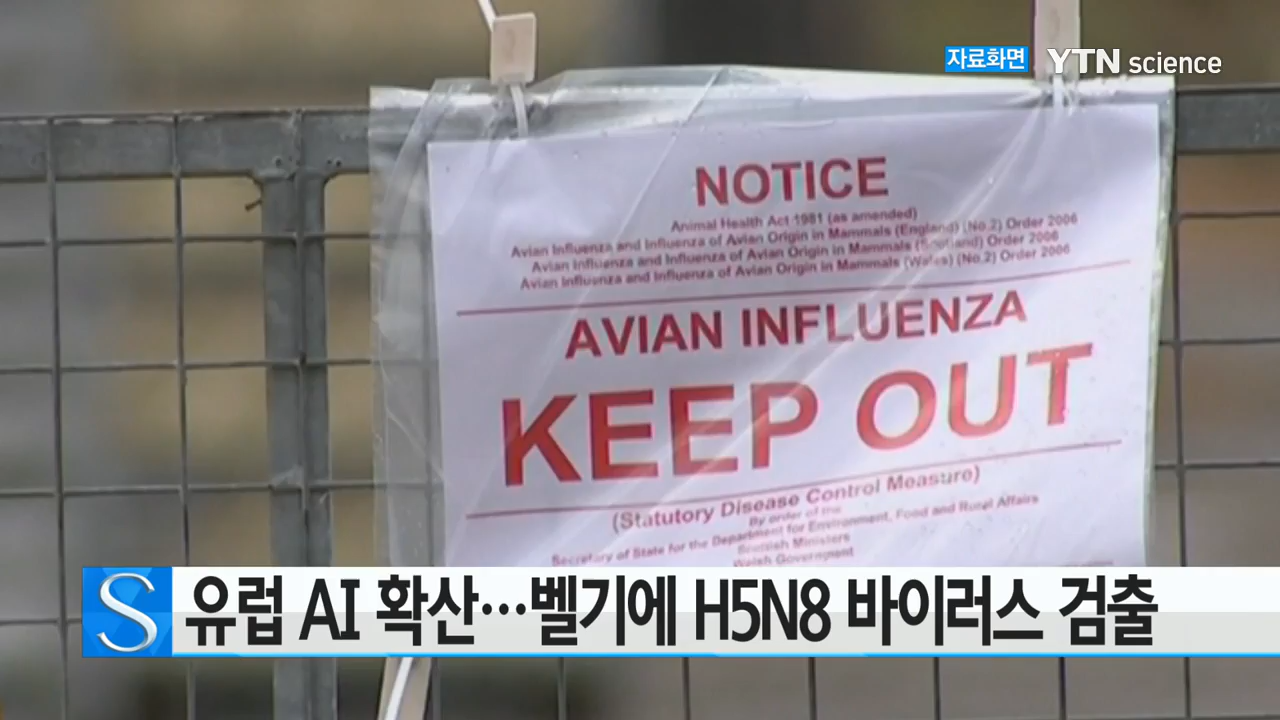 자료화면 YTN science
NOTICE
Animal Health Act 1981 (as amended)
Avian Influenza and Influenza of Avian Origin in Mammals (England) (No.2) Order 2006
Avian Influenza and Influenza of Avian Origin in Mammals (Scotland) Order 2006
Avian Influenza and Influenza of Avian Origin in Mammals (Wales) (No.2) Order 2006
AVIAN INFLUENZA
KEEP OUT
(Statutory Disease Control Measure)
By order of the
Secretary of State for the Department for Environment, Food and Rural Affairs
Scottish Ministers
Welsh Government
S 유럽 AI 확산…벨기에 H5N8 바이러스 검출